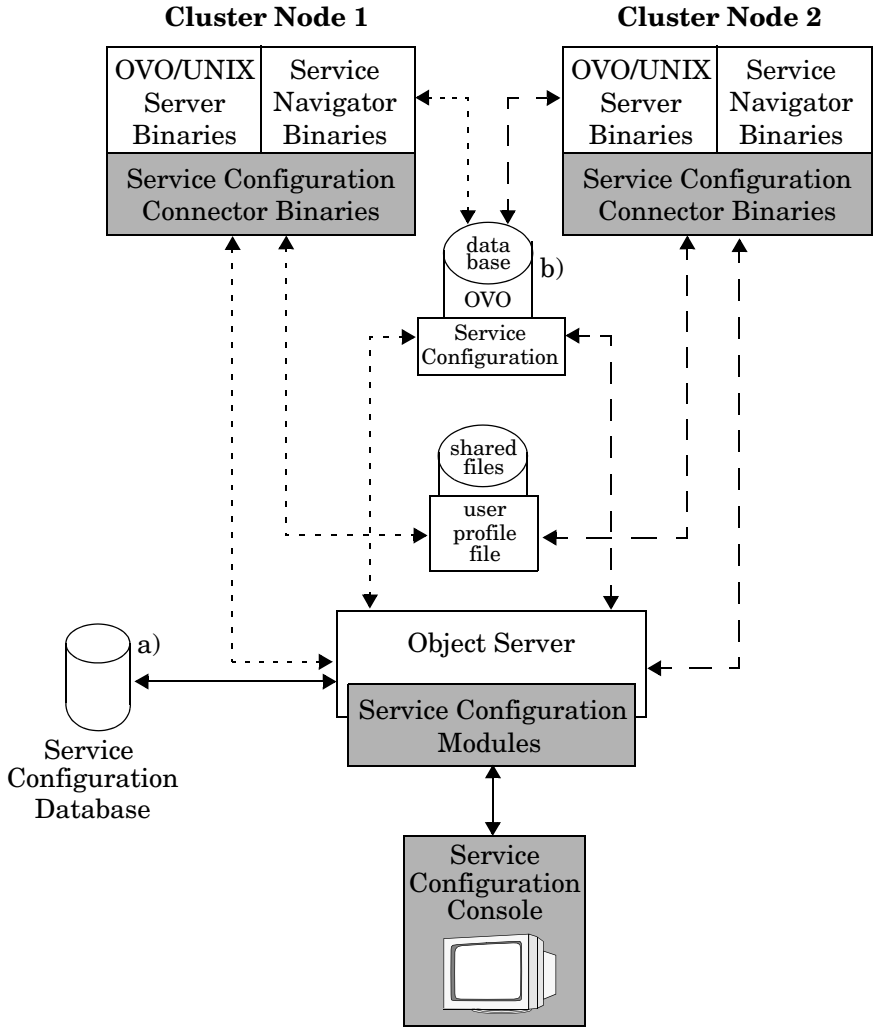 Cluster Node 1
Cluster Node 2
OVO/UNIX
Server
Binaries
Service
Navigator
Binaries
OVO/UNIX
Server
Binaries
Service
Navigator
Binaries
Service Configuration
Connector Binaries
Service Configuration
Connector Binaries
data
base
b)
OVO
Service
Configuration
shared
files
user
profile
file
Object Server
a)
Service Configuration
Modules
Service
Configuration
Database
Service
Configuration
Console